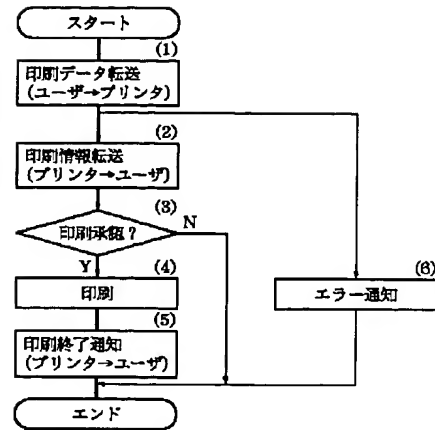 スタート
(1)
印刷データ転送
(ユーザ→プリンタ)
(2)
印刷情報転送
(プリンタ→ユーザ)
(3)
印刷承認?
N
Y
(4)
印刷
(5)
印刷終了通知
(プリンタ→ユーザ)
(6)
エラー通知
エンド